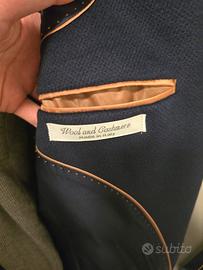 Wool and Cashmere
MADE IN ITALY
subito